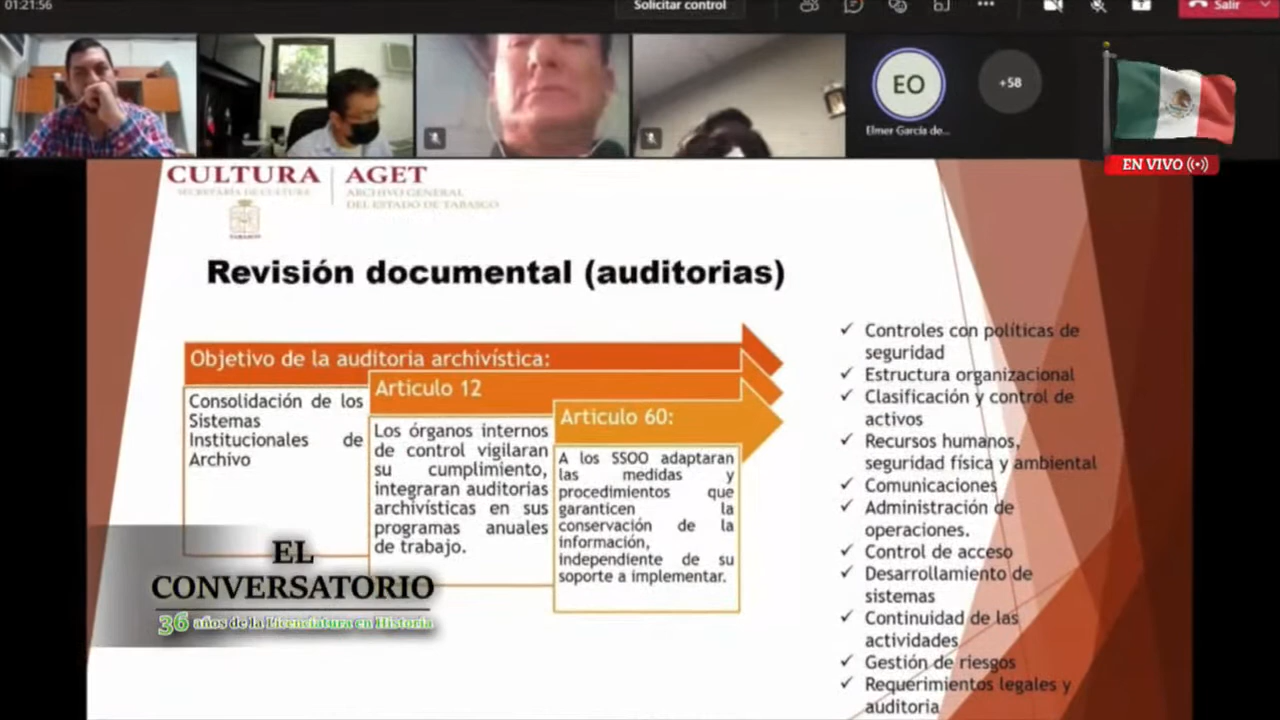 01:21:56
Solicitar control
Salir
EO
Elmer García de...
+58
EN VIVO
CULTURA
SECRETARÍA DE CULTURA
TABASCO
AGET
ARCHIVO GENERAL
DEL ESTADO DE TABASCO
Revisión documental (auditorias)
Objetivo de la auditoria archivística:
Consolidación de los
Sistemas
Institucionales de
Archivo
Articulo 12
Los órganos internos
de control vigilaran
su cumplimiento,
integraran auditorias
archivísticas en sus
programas anuales
de trabajo.
Articulo 60:
A los SSOO adaptaran
las medidas y
procedimientos que
garanticen la
conservación de la
información,
independiente de su
soporte a implementar.
✓ Controles con políticas de
seguridad
✓ Estructura organizacional
✓ Clasificación y control de
activos
✓ Recursos humanos,
seguridad física y ambiental
✓ Comunicaciones
✓ Administración de
operaciones.
✓ Control de acceso
✓ Desarrollamiento de
sistemas
✓ Continuidad de las
actividades
✓ Gestión de riesgos
✓ Requerimientos legales y
auditoria
EL
CONVERSATORIO
36 años de la Licenciatura en Historia